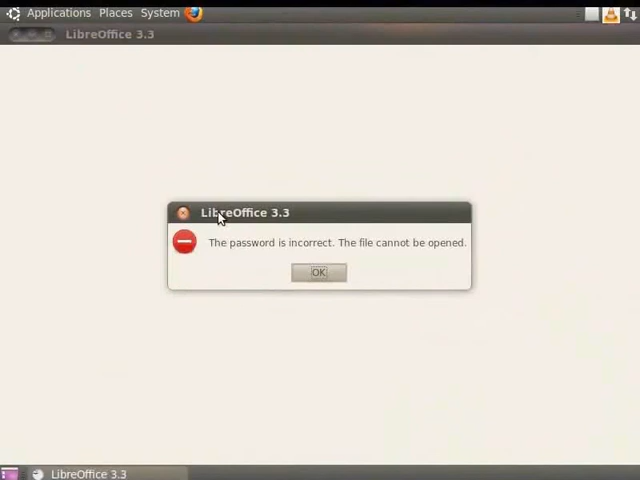 Applications Places System
LibreOffice 3.3
LibreOffice 3.3
The password is incorrect. The file cannot be opened.
OK
LibreOffice 3.3